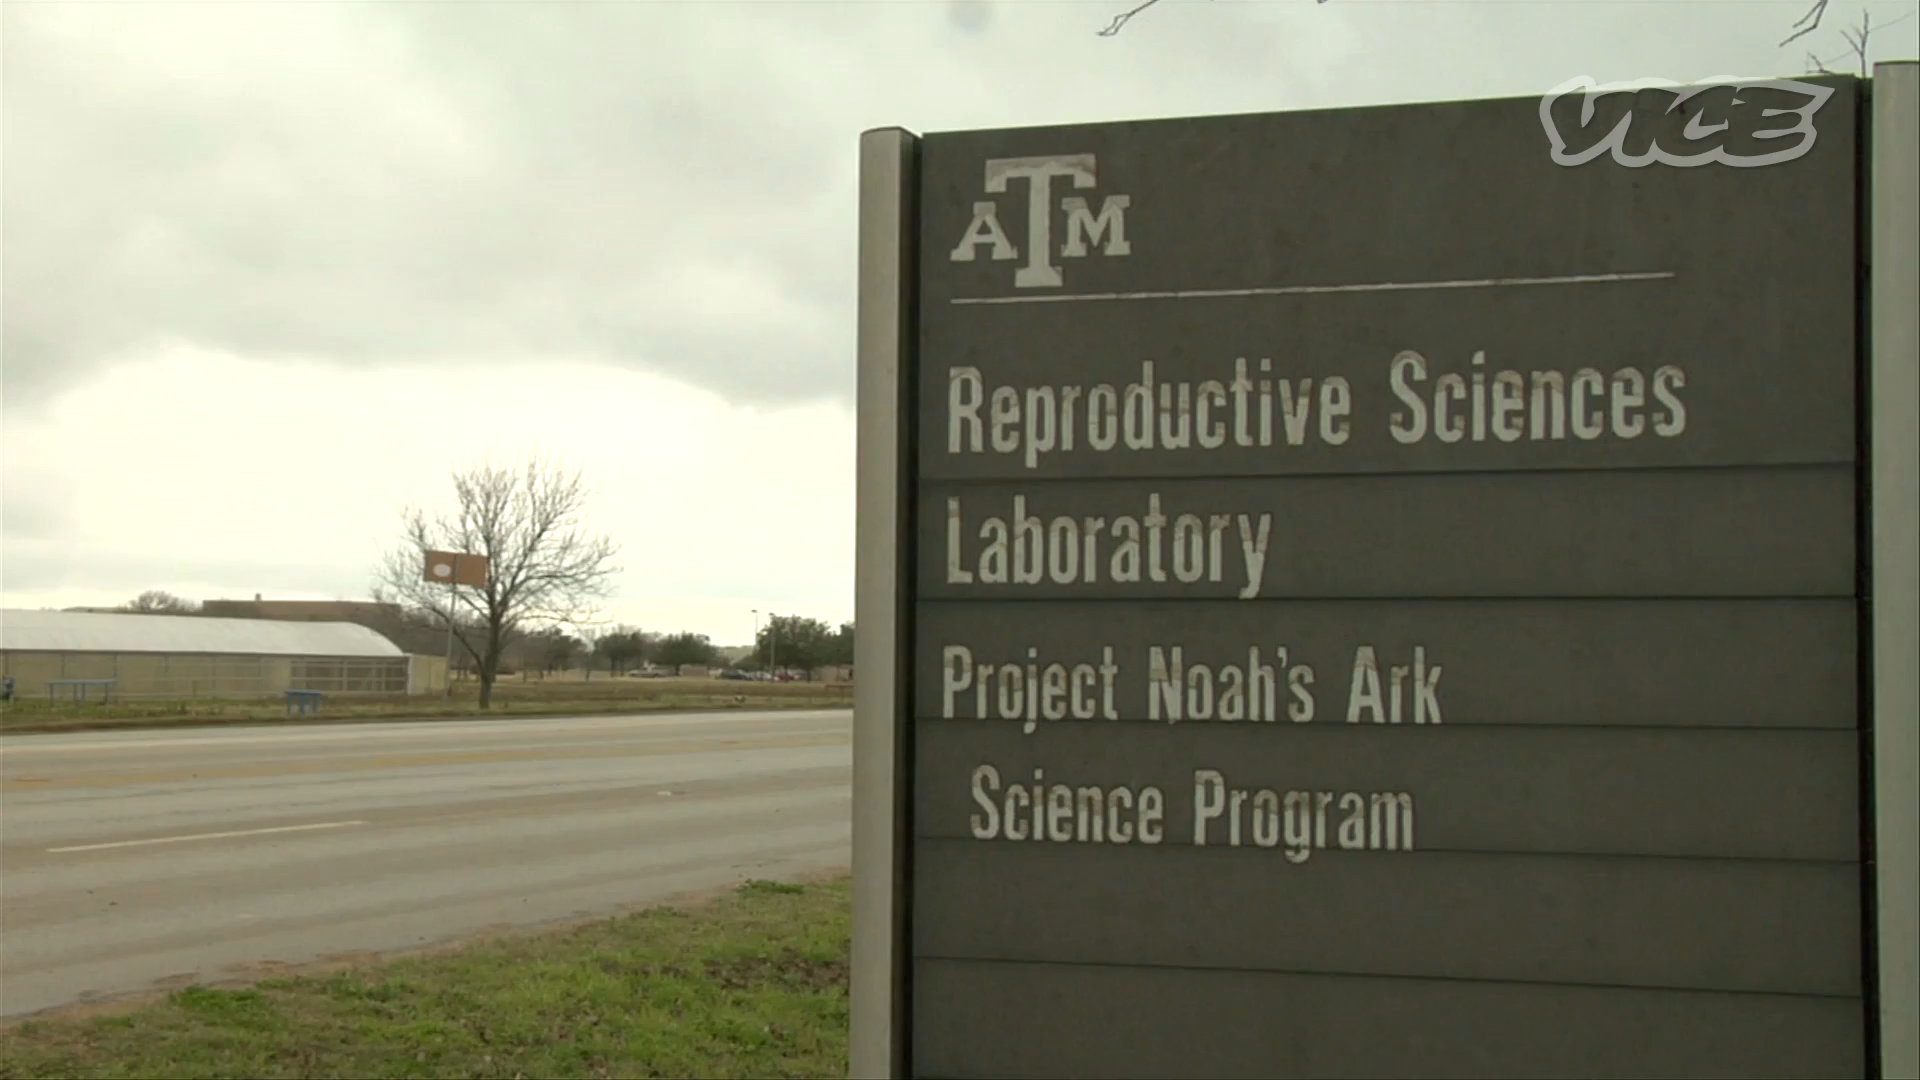 VICE
ATM
Reproductive Sciences
Laboratory
Project Noah's Ark
Science Program